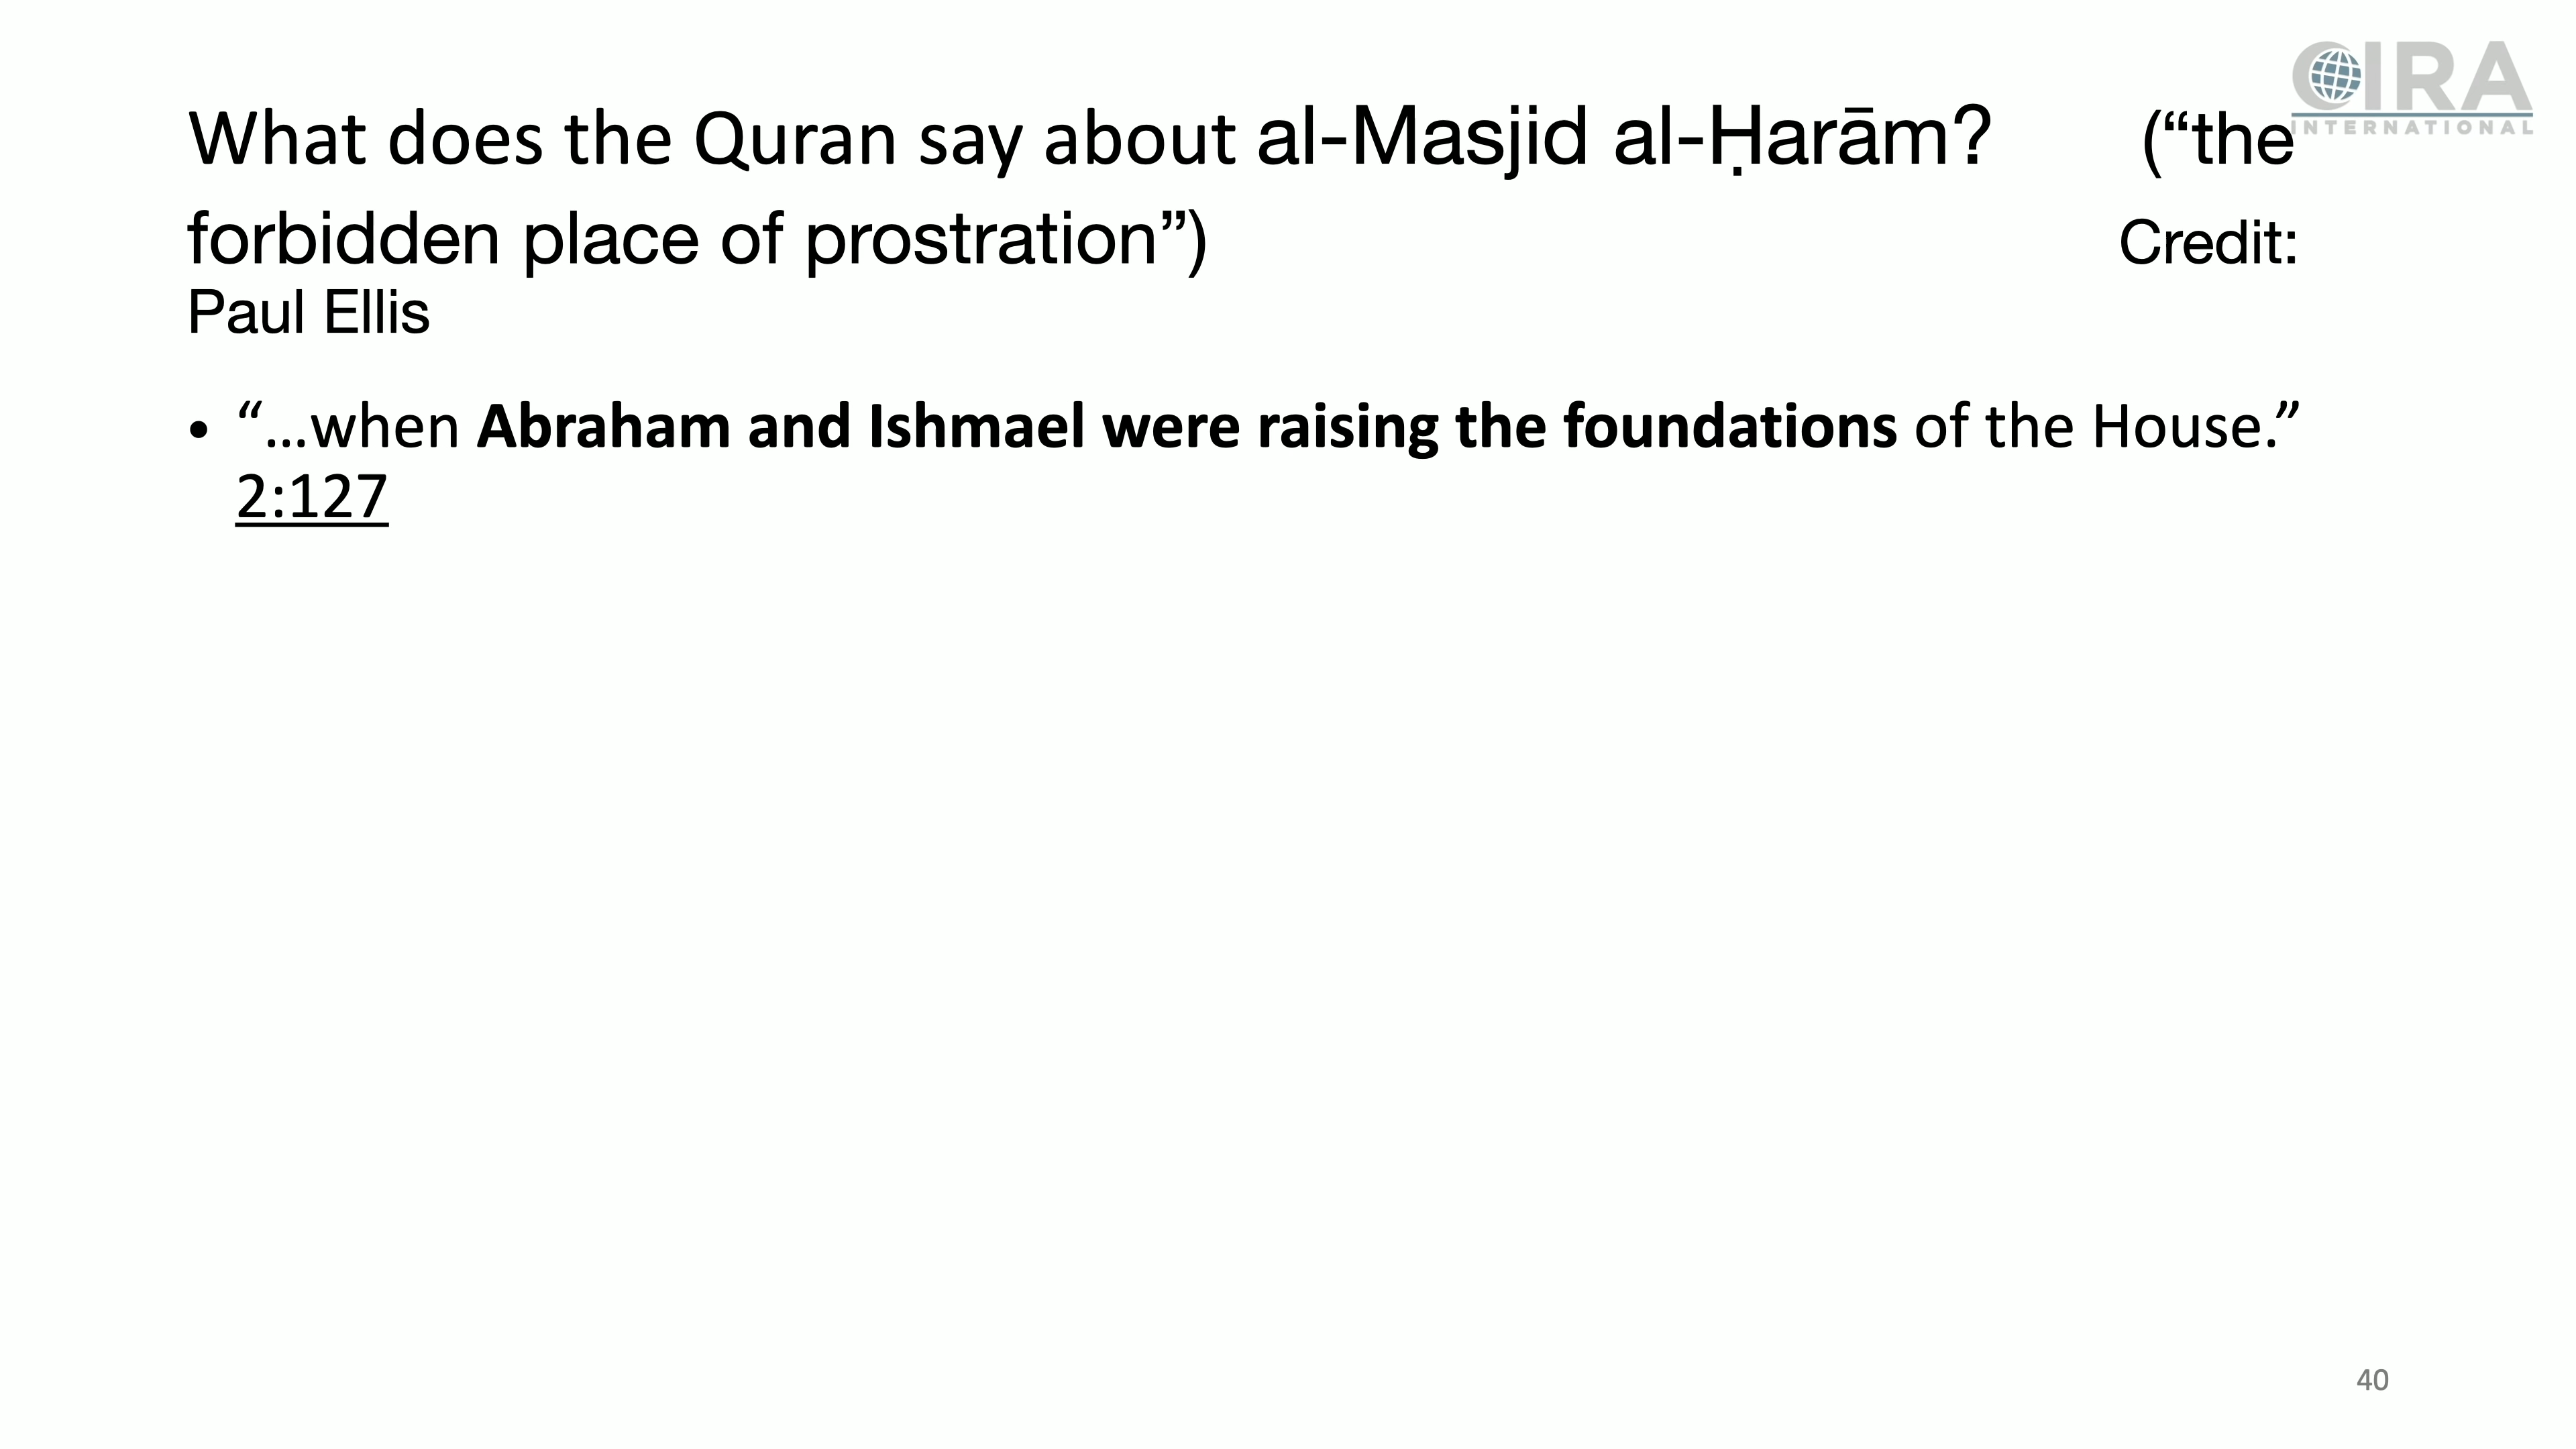 CIRA
INTERNATIONAL
What does the Quran say about al-Masjid al-Ḥarām? (“the
forbidden place of prostration”) Credit:
Paul Ellis
• “…when Abraham and Ishmael were raising the foundations of the House.”
2:127
40